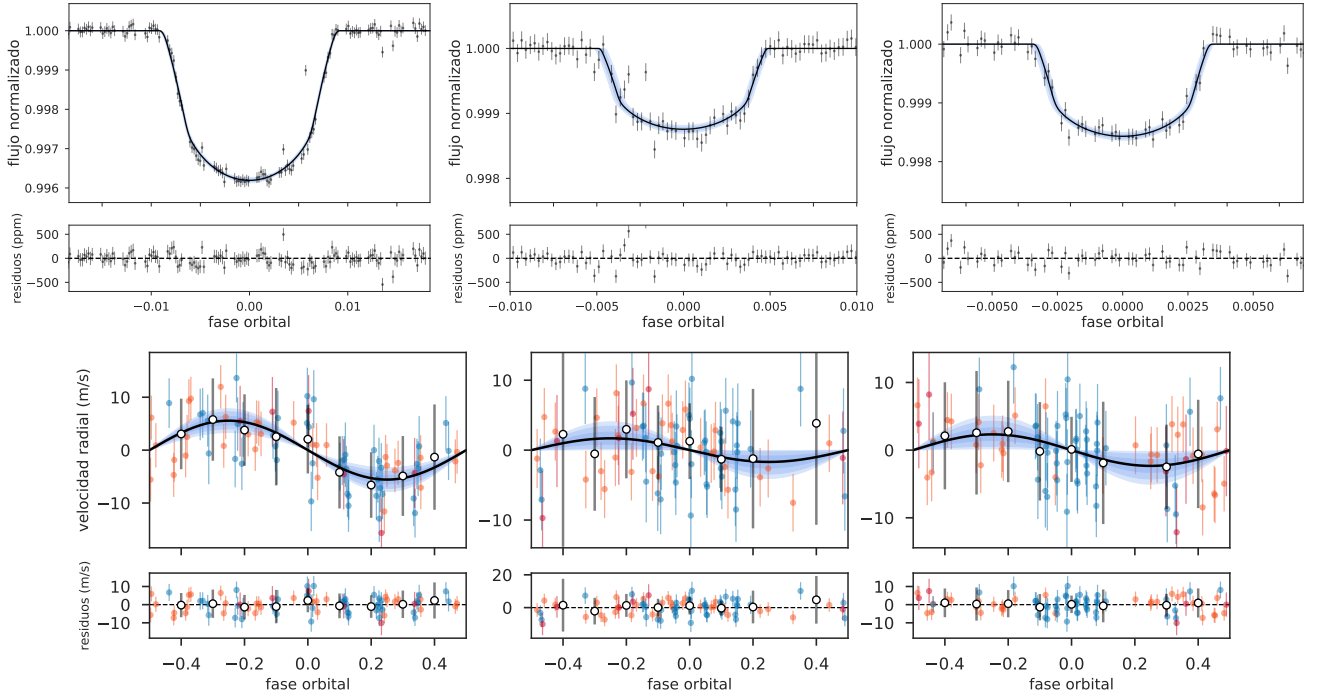 flujo normalizado
1.000
0.999
0.998
0.997
0.996
1.000
0.999
0.998
flujo normalizado
1.000
0.999
0.998
flujo normalizado
residuos (ppm)
500
0
−500
−0.01 0.00 0.01
fase orbital
residuos (ppm)
500
0
−500
−0.010 −0.005 0.000 0.005 0.010
fase orbital
residuos (ppm)
500
0
−500
−0.0050 −0.0025 0.0000 0.0025 0.0050
fase orbital
velocidad radial (m/s)
10
0
−10
10
0
−10
10
0
−10
residuos (m/s)
10
0
−10
−0.4 −0.2 0.0 0.2 0.4
fase orbital
20
0
−0.4 −0.2 0.0 0.2 0.4
fase orbital
10
0
−10
−0.4 −0.2 0.0 0.2 0.4
fase orbital